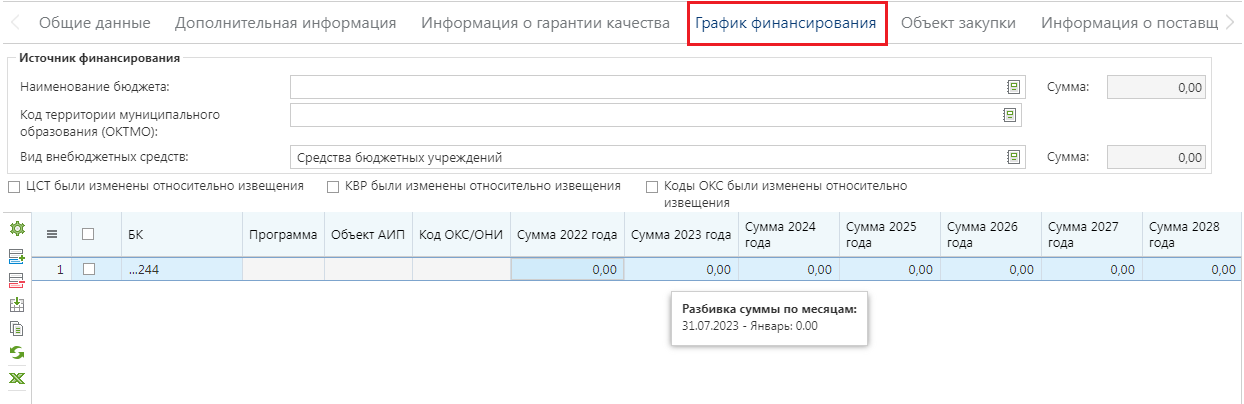 Общие данные Дополнительная информация Информация о гарантии качества График финансирования Объект закупки Информация о поставщ
Источник финансирования
Наименование бюджета: Сумма: 0,00
Код территории муниципального
образования (ОКТМО):
Вид внебюджетных средств: Средства бюджетных учреждений Сумма: 0,00
ЦСТ были изменены относительно извещения КВР были изменены относительно извещения Коды ОКС были изменены относительно
извещения
БК Программа Объект АИП Код ОКС/ОНИ Сумма 2022 года Сумма 2023 года Сумма 2024 Сумма 2025 Сумма 2026 Сумма 2027 Сумма 2028
года года года года года
1 ...244 0,00 0,00 0,00 0,00 0,00 0,00 0,00
Разбивка суммы по месяцам:
31.07.2023 - Январь: 0.00